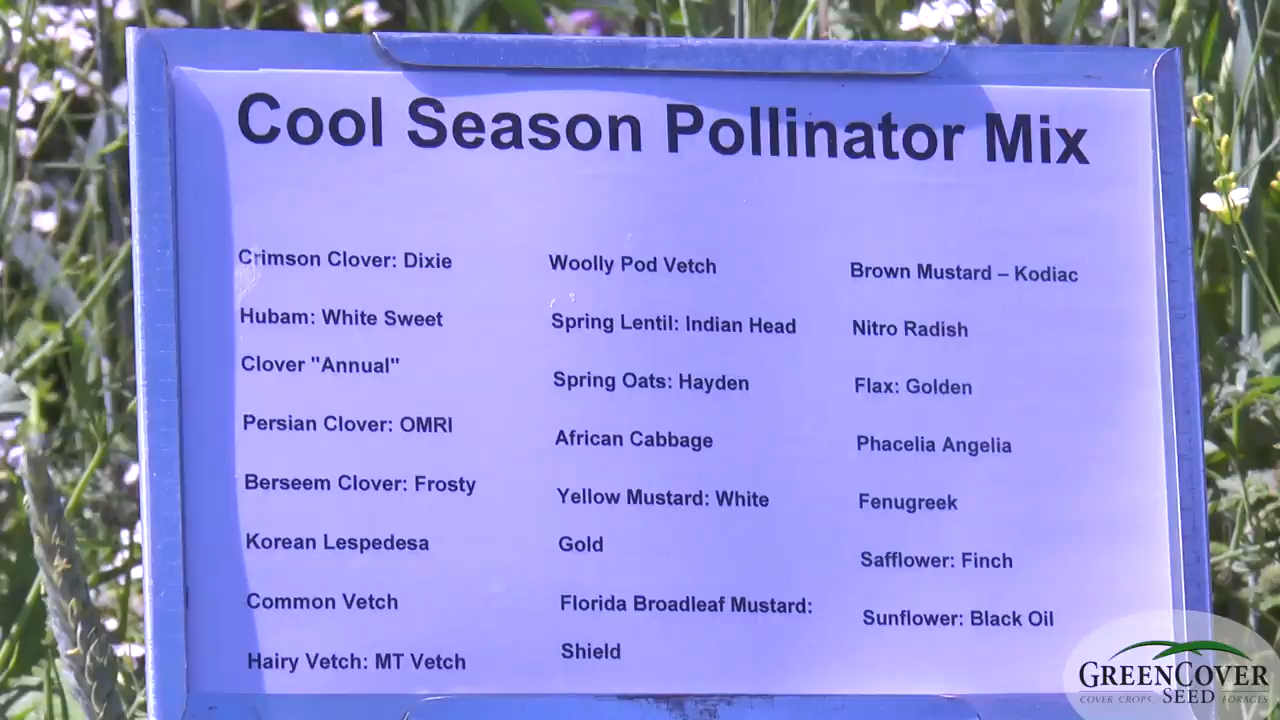 Cool Season Pollinator Mix
Crimson Clover: Dixie
Hubam: White Sweet
Clover "Annual"
Persian Clover: OMRI
Berseem Clover: Frosty
Korean Lespedesa
Common Vetch
Hairy Vetch: MT Vetch
Woolly Pod Vetch
Spring Lentil: Indian Head
Spring Oats: Hayden
African Cabbage
Yellow Mustard: White
Gold
Florida Broadleaf Mustard:
Shield
Brown Mustard – Kodiac
Nitro Radish
Flax: Golden
Phacelia Angelia
Fenugreek
Safflower: Finch
Sunflower: Black Oil
GREENCOVER
COVER CROPS SEED FORAGES